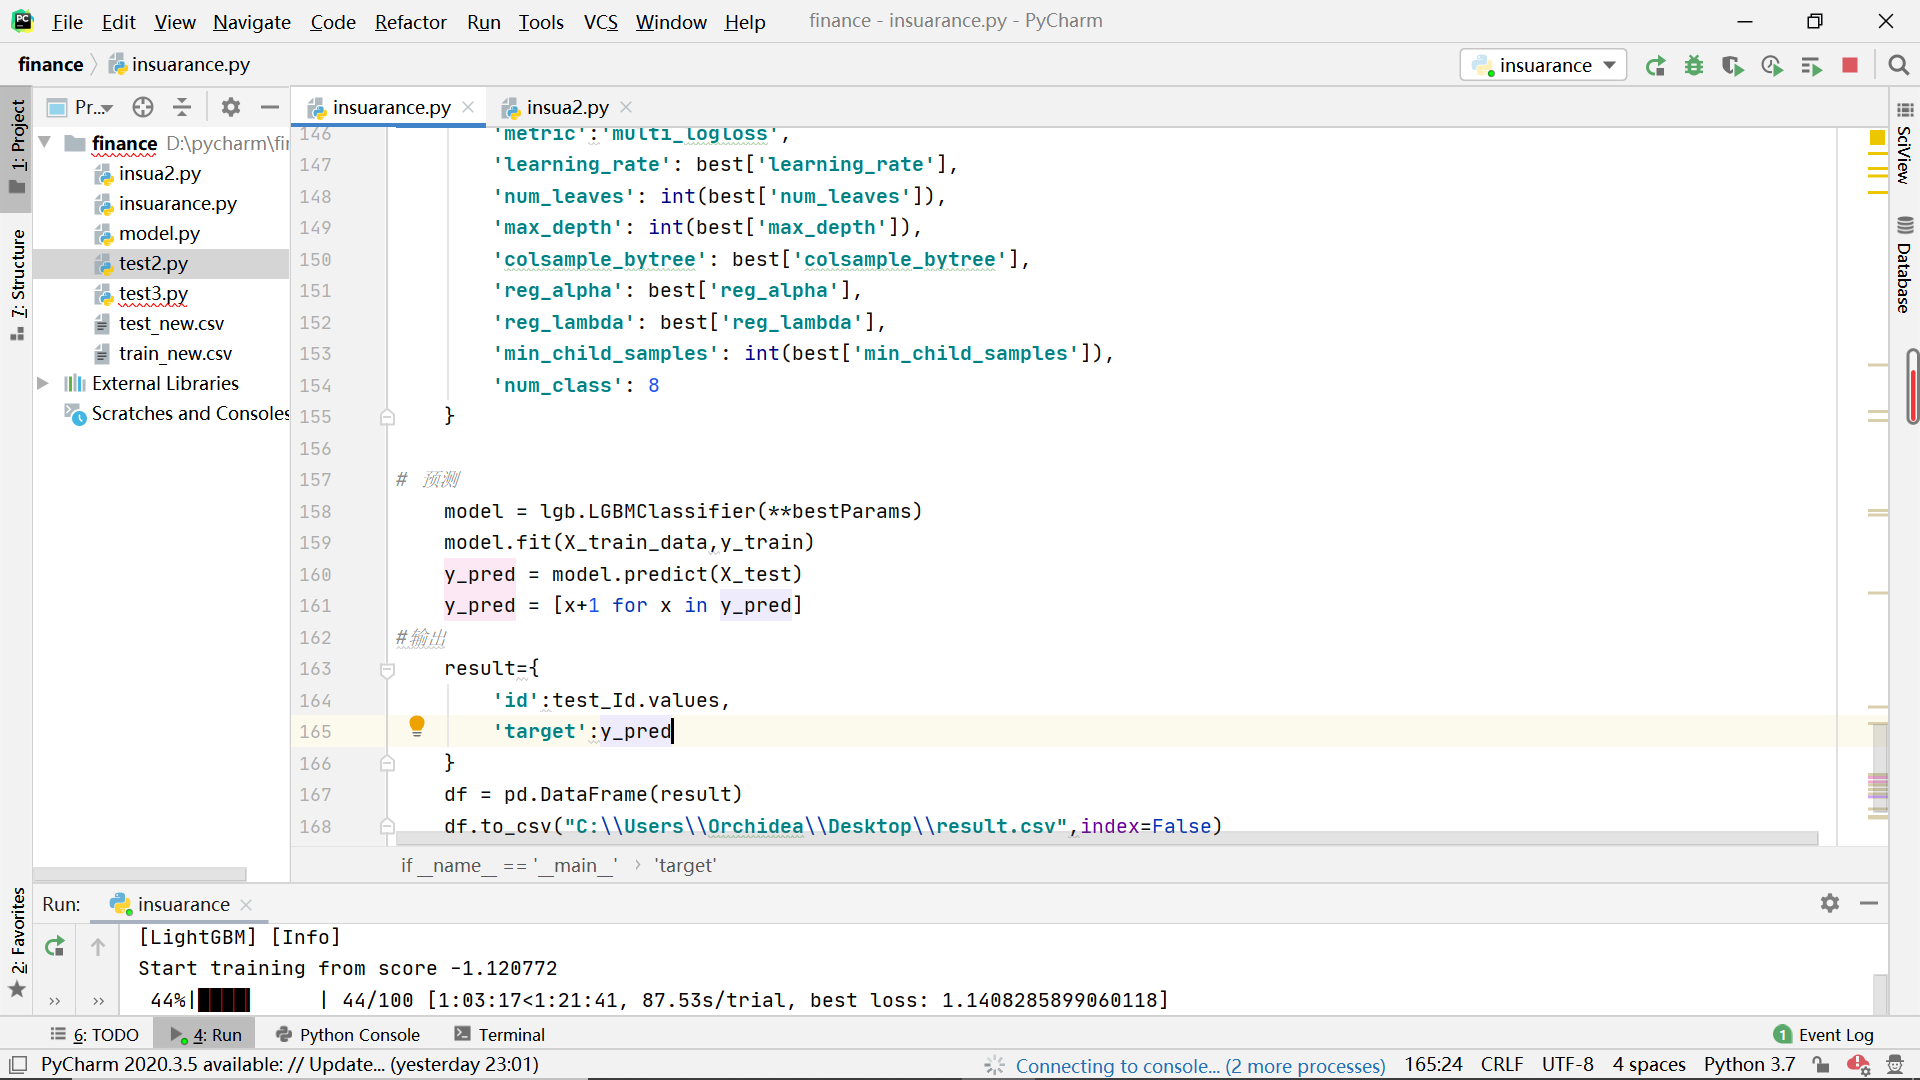 File Edit View Navigate Code Refactor Run Tools VCS Window Help finance - insuarance.py - PyCharm
finance insuarance.py insuarance
1: Project
7: Structure
2: Favorites
Pr...
finance D:\pycharm\fi
insua2.py
insuarance.py
model.py
test2.py
test3.py
test_new.csv
train_new.csv
External Libraries
Scratches and Consoles
insuarance.py insua2.py
146 'metric':'multi_logloss',
147 'learning_rate': best['learning_rate'],
148 'num_leaves': int(best['num_leaves']),
149 'max_depth': int(best['max_depth']),
150 'colsample_bytree': best['colsample_bytree'],
151 'reg_alpha': best['reg_alpha'],
152 'reg_lambda': best['reg_lambda'],
153 'min_child_samples': int(best['min_child_samples']),
154 'num_class': 8
155 }
156
157 # 预测
158 model = lgb.LGBMClassifier(**bestParams)
159 model.fit(X_train_data,y_train)
160 y_pred = model.predict(X_test)
161 y_pred = [x+1 for x in y_pred]
162 #输出
163 result={
164 'id':test_Id.values,
165 'target':y_pred
166 }
167 df = pd.DataFrame(result)
168 df.to_csv("C:\\Users\\Orchidea\\Desktop\\result.csv",index=False)
if __name__ == '__main__' › 'target'
SciView
Database
Run: insuarance
[LightGBM] [Info]
Start training from score -1.120772
44%|████ | 44/100 [1:03:17<1:21:41, 87.53s/trial, best loss: 1.1408285899060118]
6: TODO 4: Run Python Console Terminal 1 Event Log
PyCharm 2020.3.5 available: // Update... (yesterday 23:01) Connecting to console... (2 more processes) 165:24 CRLF UTF-8 4 spaces Python 3.7